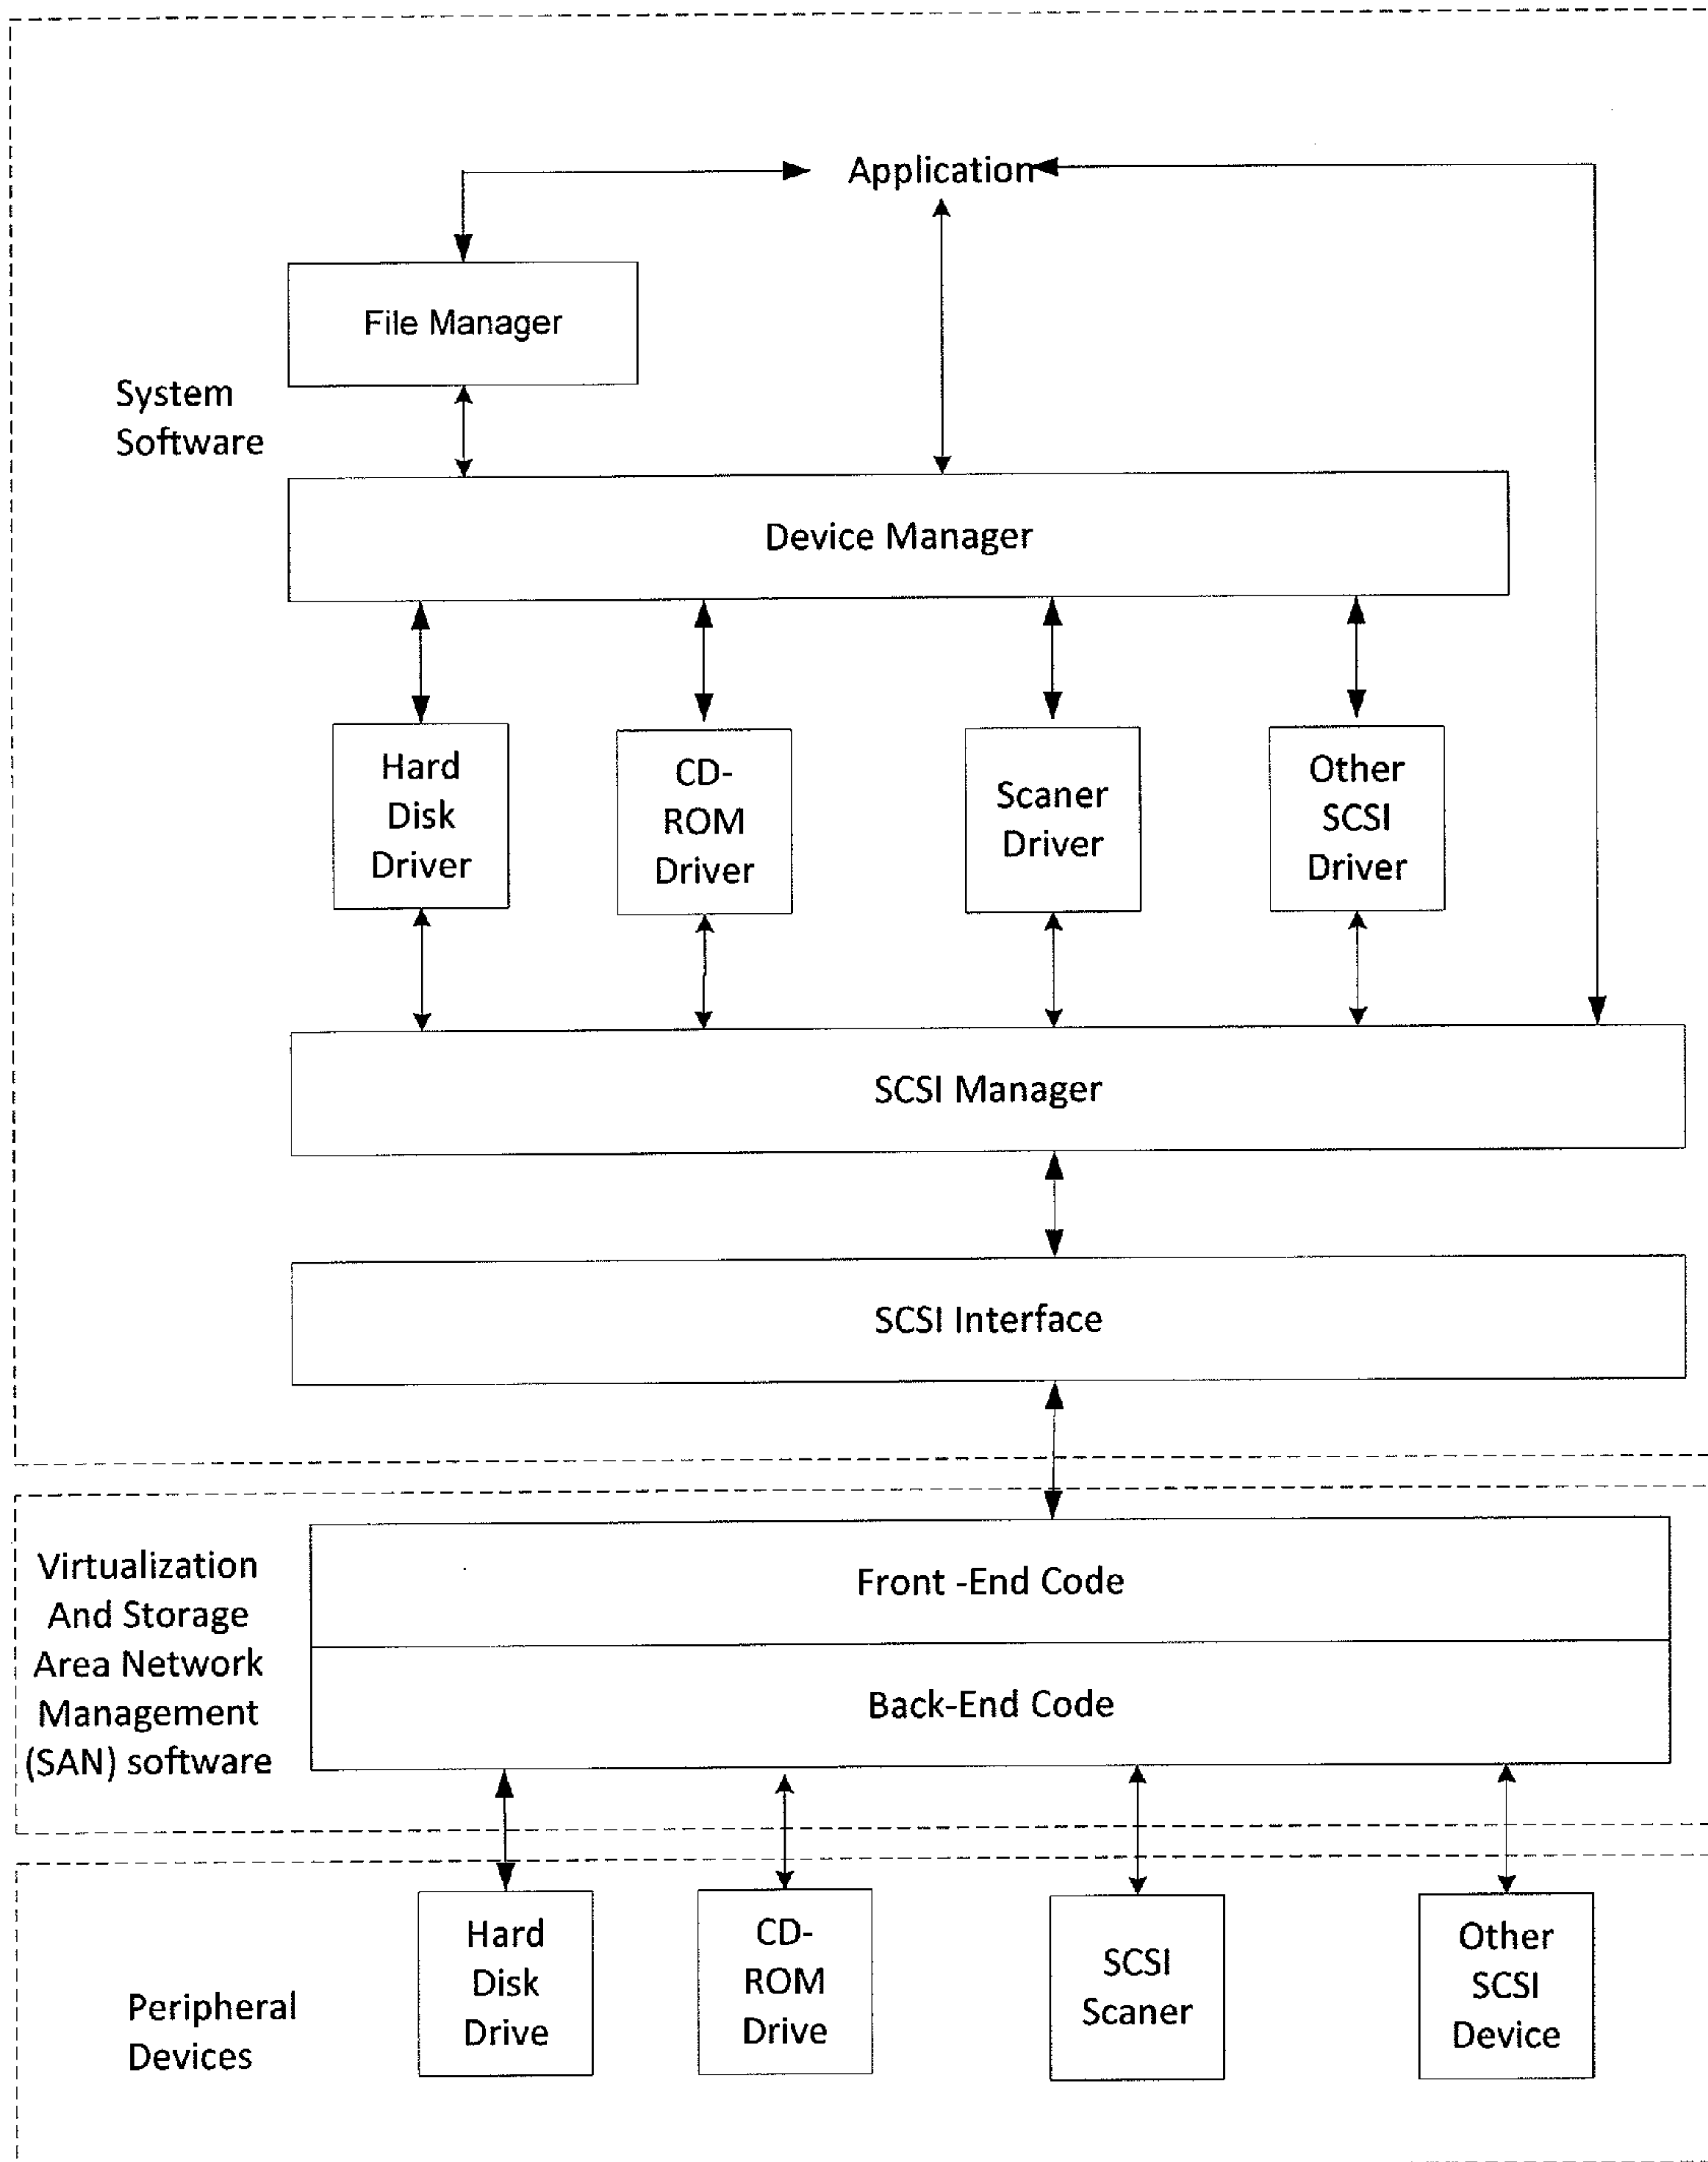 Application
File Manager
System
Software
Device Manager
Hard
Disk
Driver
CD-
ROM
Driver
Scaner
Driver
Other
SCSI
Driver
SCSI Manager
SCSI Interface
Virtualization
And Storage
Area Network
Management
(SAN) software
Front -End Code
Back-End Code
Peripheral
Devices
Hard
Disk
Drive
CD-
ROM
Drive
SCSI
Scaner
Other
SCSI
Device